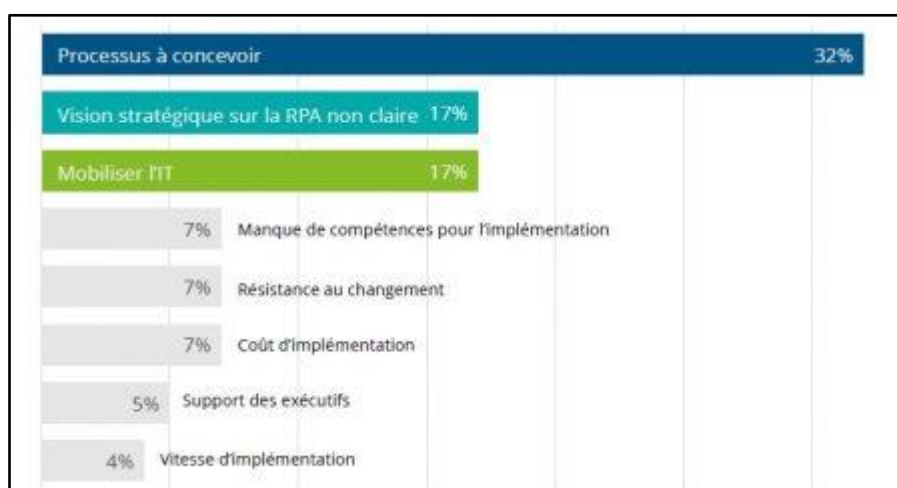 Processus à concevoir 32%
Vision stratégique sur la RPA non claire 17%
Mobiliser l'IT 17%
7% Manque de compétences pour l'implémentation
7% Résistance au changement
7% Coût d'implémentation
5% Support des exécutifs
4% Vitesse d'implémentation